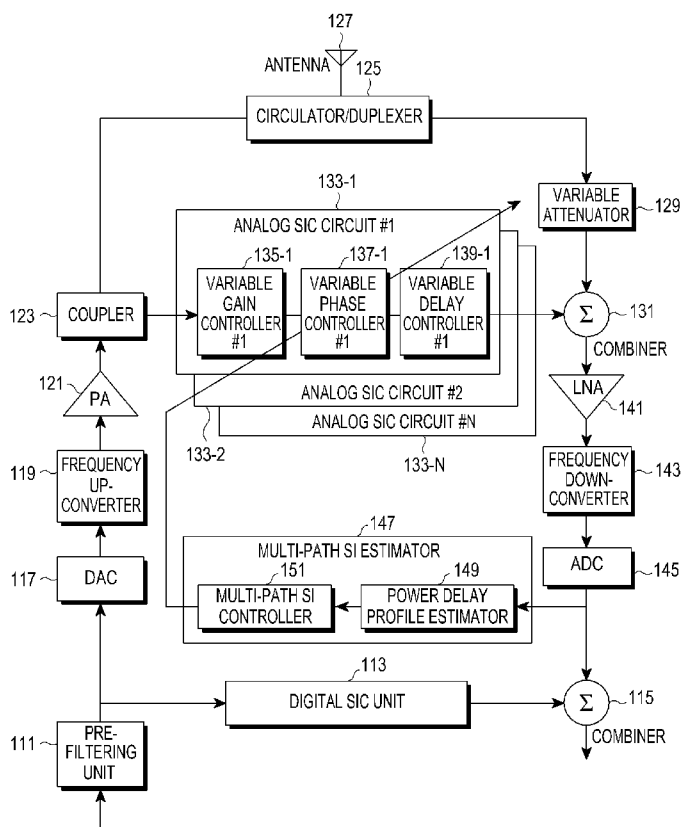 127
ANTENNA
125
CIRCULATOR/DUPLEXER
133-1
ANALOG SIC CIRCUIT #1
VARIABLE
ATTENUATOR
129
135-1
137-1
139-1
VARIABLE
GAIN
CONTROLLER
#1
VARIABLE
PHASE
CONTROLLER
#1
VARIABLE
DELAY
CONTROLLER
#1
123
COUPLER
Σ
131
COMBINER
121
PA
ANALOG SIC CIRCUIT #2
LNA
141
133-2
ANALOG SIC CIRCUIT #N
133-N
119
FREQUENCY
UP-
CONVERTER
FREQUENCY
DOWN-
CONVERTER
143
147
MULTI-PATH SI ESTIMATOR
117
DAC
ADC
145
151
149
MULTI-PATH SI
CONTROLLER
POWER DELAY
PROFILE ESTIMATOR
113
DIGITAL SIC UNIT
Σ
115
COMBINER
111
PRE-
FILTERING
UNIT